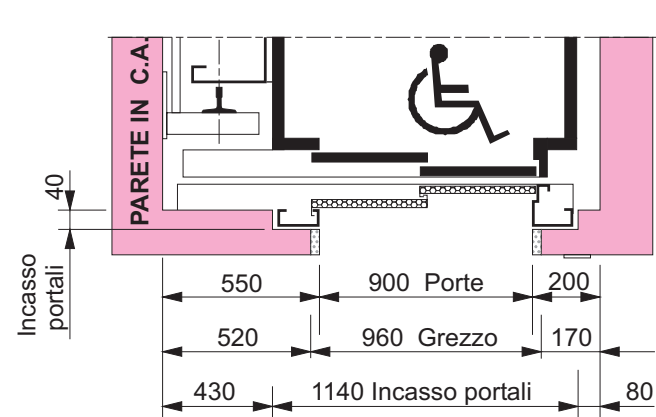 PARETE IN C.A.
40
Incasso
portali
550
900 Porte
200
520
960 Grezzo
170
430
1140 Incasso portali
80